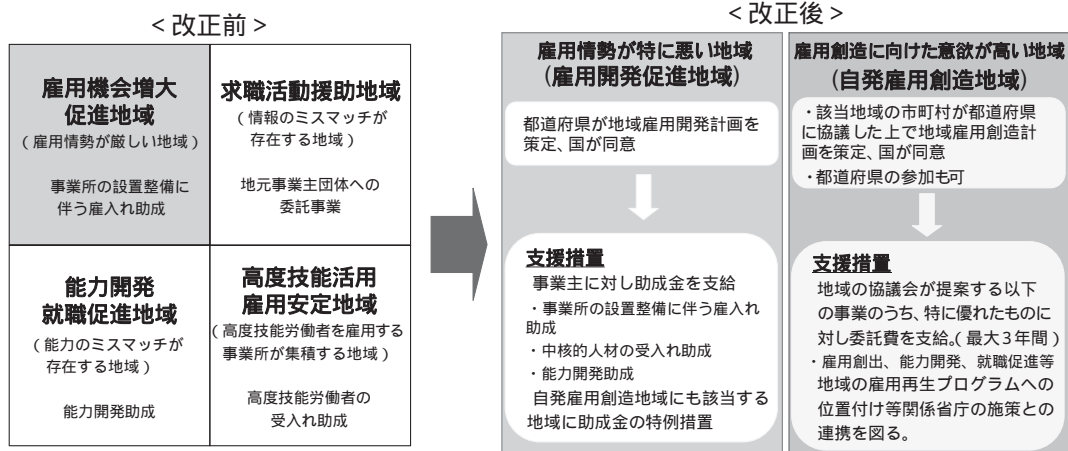 <改正前>
雇用機会増大
促進地域
(雇用情勢が厳しい地域)
事業所の設置整備に
伴う雇入れ助成
求職活動援助地域
(情報のミスマッチが
存在する地域)
地元事業主団体への
委託事業
能力開発
就職促進地域
(能力のミスマッチが
存在する地域)
能力開発助成
高度技能活用
雇用安定地域
(高度技能労働者を雇用する
事業所が集積する地域)
高度技能労働者の
受入れ助成
<改正後>
雇用情勢が特に悪い地域
(雇用開発促進地域)
都道府県が地域雇用開発計画を
策定、国が同意
支援措置
事業主に対し助成金を支給
・事業所の設置整備に伴う雇入れ
助成
・中核的人材の受入れ助成
・能力開発助成
自発雇用創造地域にも該当する
地域に助成金の特例措置
雇用創造に向けた意欲が高い地域
(自発雇用創造地域)
・該当地域の市町村が都道府県
に協議した上で地域雇用創造計
画を策定、国が同意
・都道府県の参加も可
支援措置
地域の協議会が提案する以下
の事業のうち、特に優れたものに
対し委託費を支給。(最大3年間)
・雇用創出、能力開発、就職促進等
地域の雇用再生プログラムへの
位置付け等関係省庁の施策との
連携を図る。